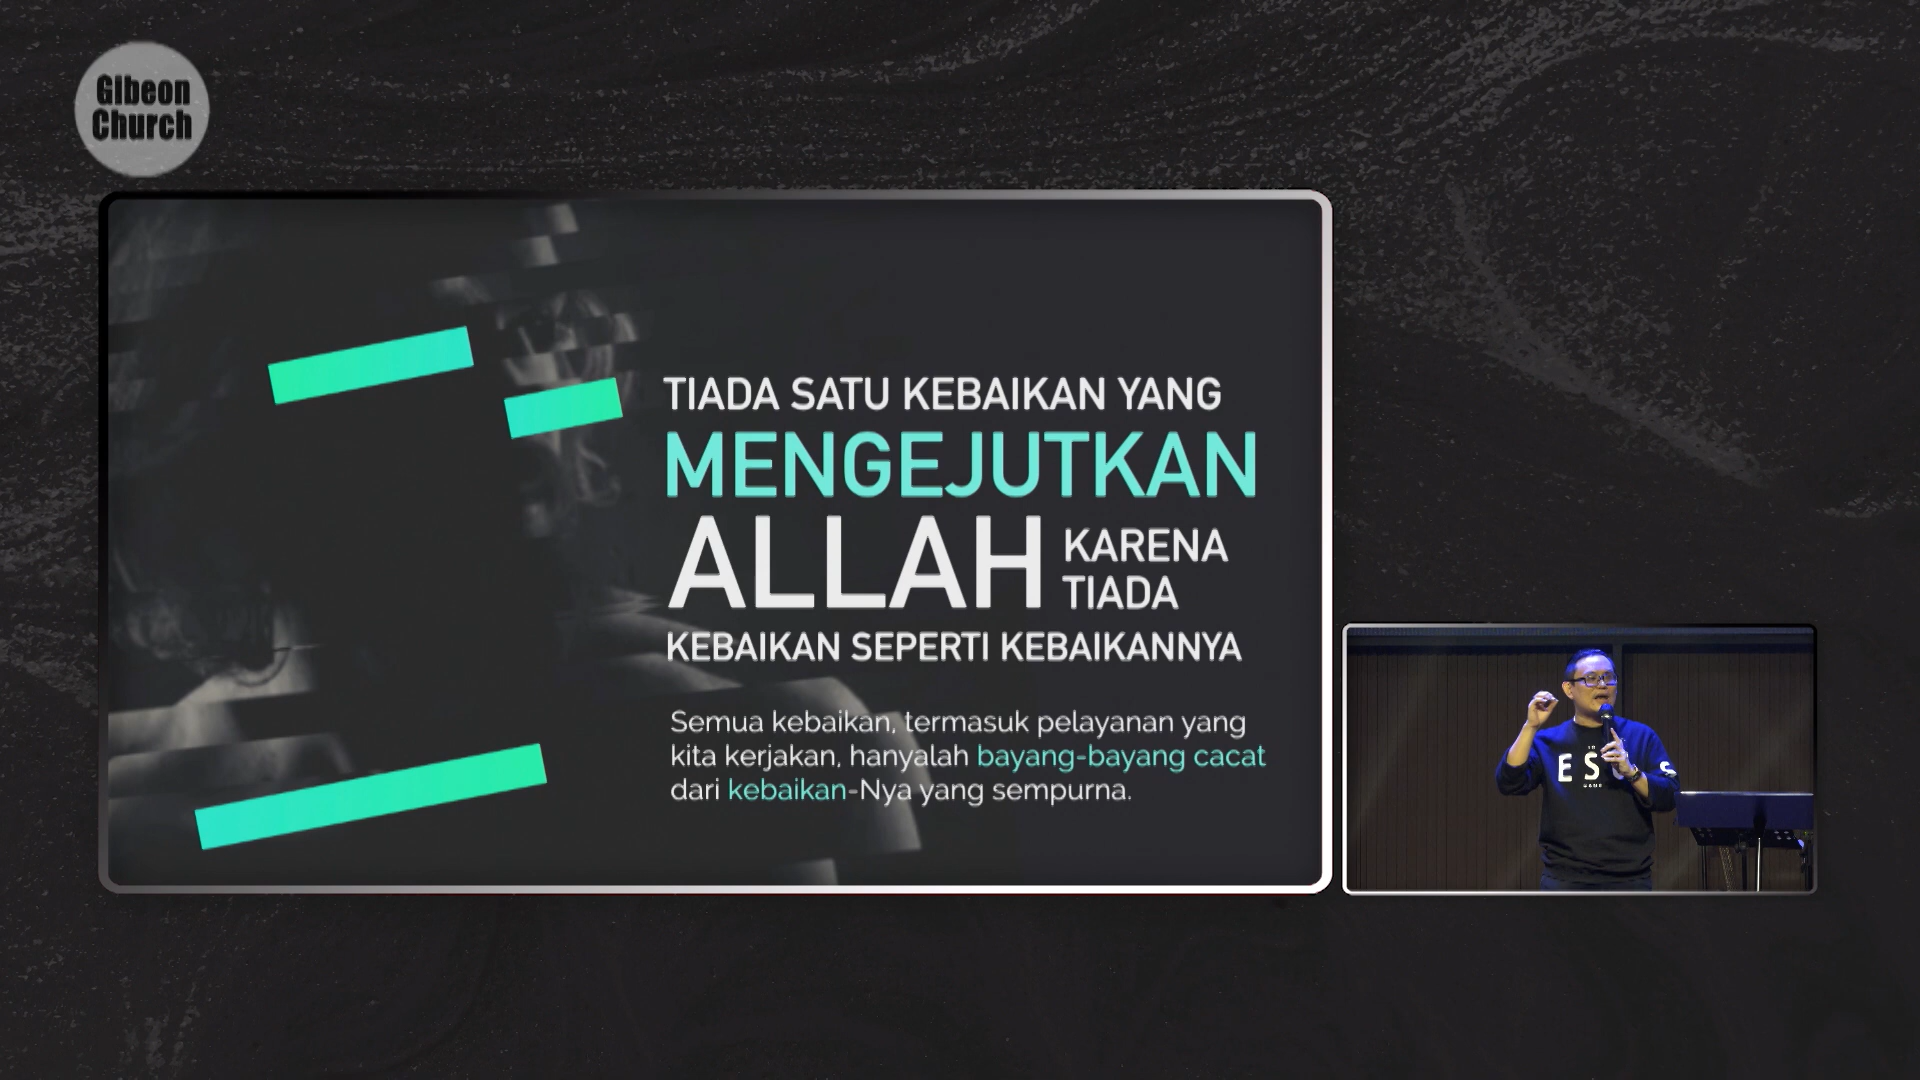 Gibeon
Church
TIADA SATU KEBAIKAN YANG
MENGEJUTKAN
ALLAH KARENA
TIADA
KEBAIKAN SEPERTI KEBAIKANNYA
Semua kebaikan, termasuk pelayanan yang
kita kerjakan, hanyalah bayang-bayang cacat
dari kebaikan-Nya yang sempurna.